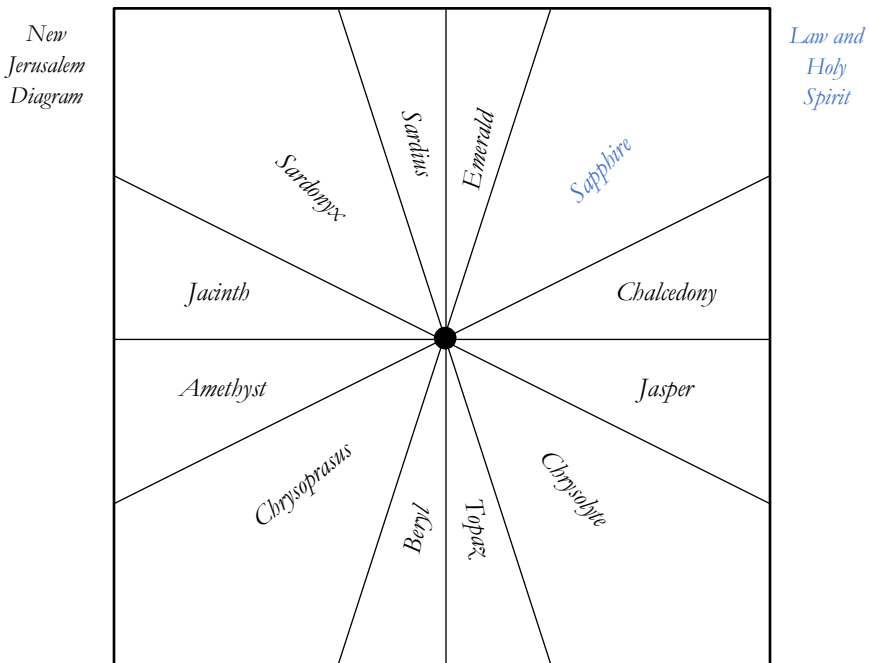 New
Jerusalem
Diagram
Law and
Holy
Spirit
Sardius
Emerald
Sardonyx
Sapphire
Jacinth
Chalcedony
Amethyst
Jasper
Chrysoprasus
Chrysolyte
Beryl
Topaz